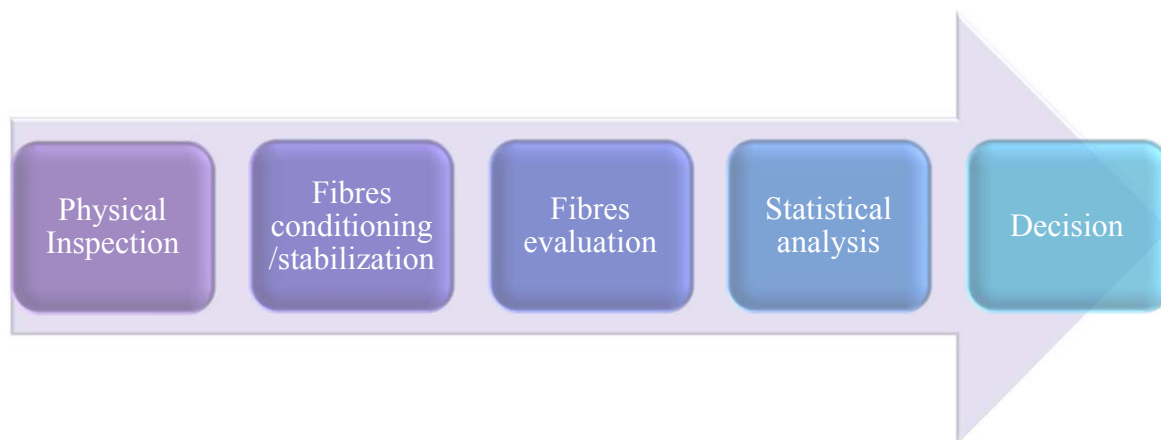 Physical
Inspection
Fibres
conditioning
/stabilization
Fibres
evaluation
Statistical
analysis
Decision